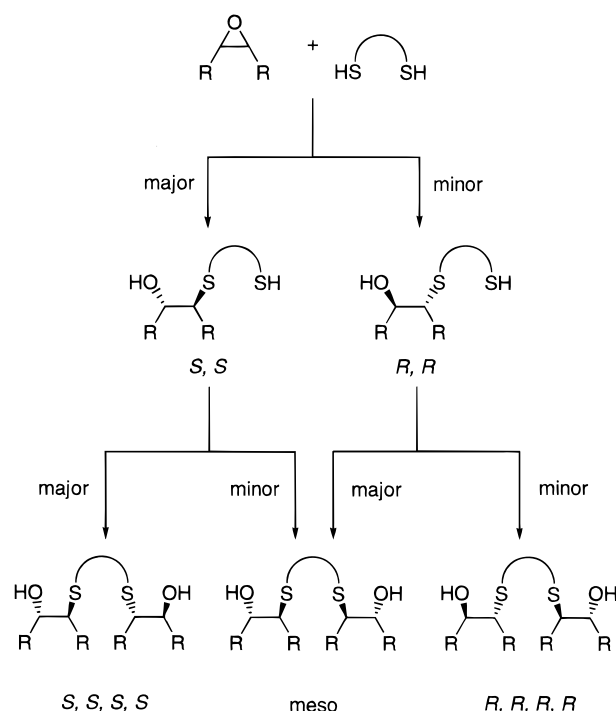 O
+
R R HS SH
major minor
HO S SH HO S SH
R R R R
S, S R, R
major minor major minor
HO S S OH HO S S OH HO S S OH
R R R R R R R R R R R R
S, S, S, S meso R, R, R, R